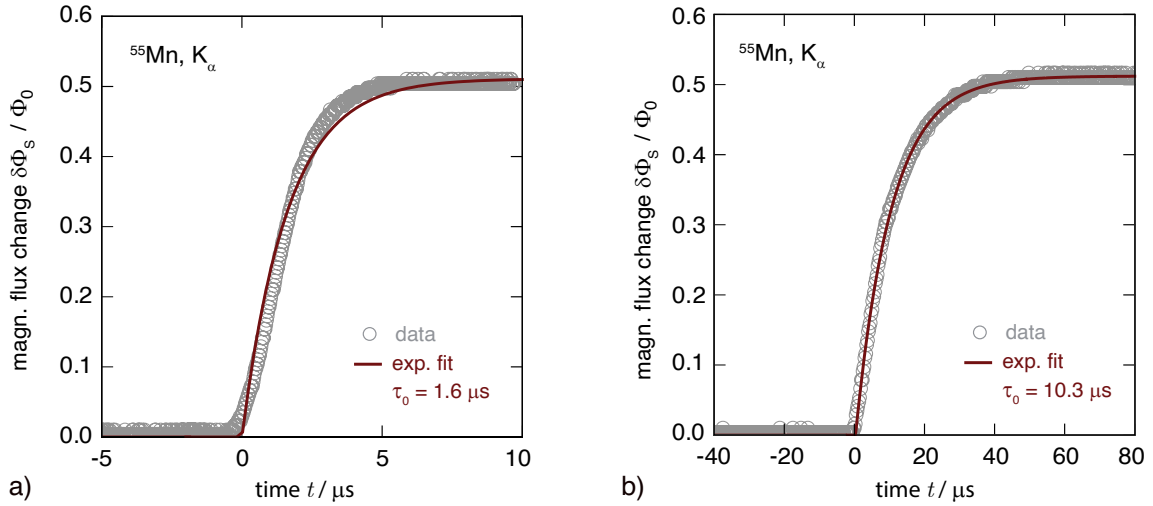 0.6
0.5
0.4
0.3
0.2
0.1
0.0
magn. flux change δΦS / Φ0
55Mn, Kα
data
exp. fit
τ0 = 1.6 μs
-5 0 5 10
time t / μs
a)
0.6
0.5
0.4
0.3
0.2
0.1
0.0
magn. flux change δΦS / Φ0
55Mn, Kα
data
exp. fit
τ0 = 10.3 μs
-40 -20 0 20 40 60 80
time t / μs
b)